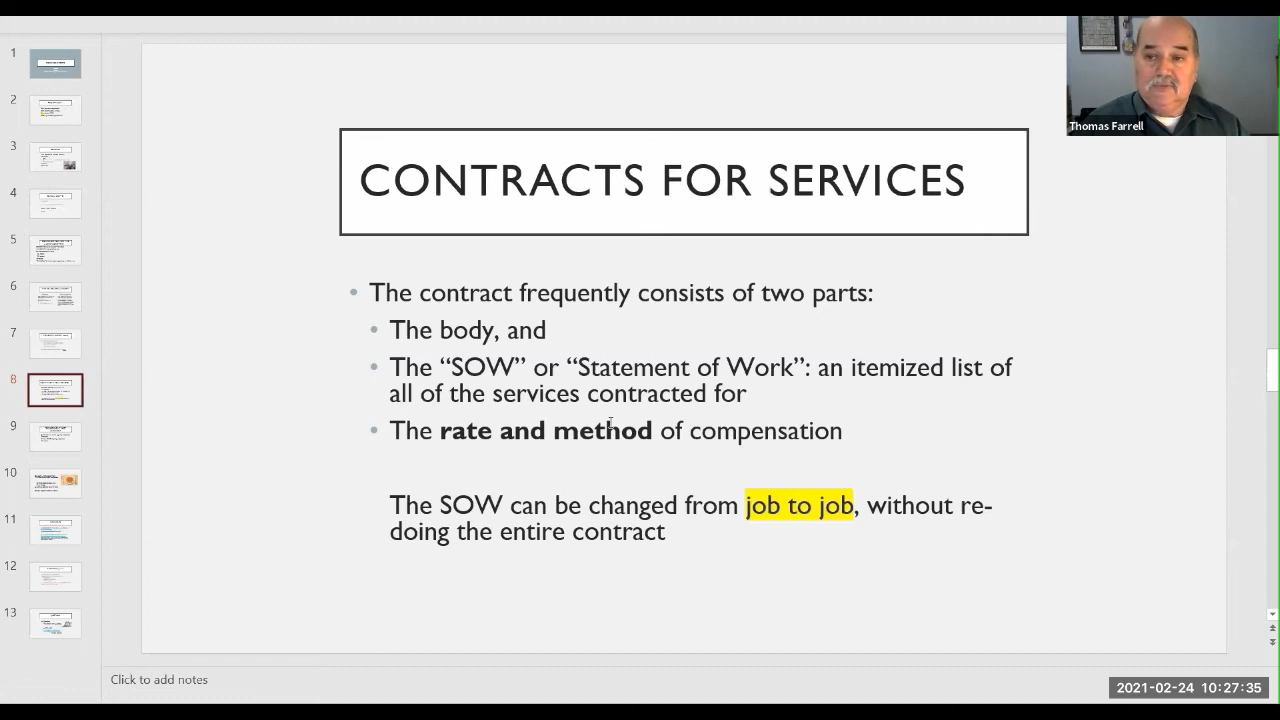 Thomas Farrell
CONTRACTS FOR SERVICES
• The contract frequently consists of two parts:
• The body, and
• The “SOW” or “Statement of Work”: an itemized list of
all of the services contracted for
• The rate and method of compensation
The SOW can be changed from job to job, without re-
doing the entire contract
1
2
3
4
5
6
7
8
9
10
11
12
13
Click to add notes
2021-02-24 10:27:35